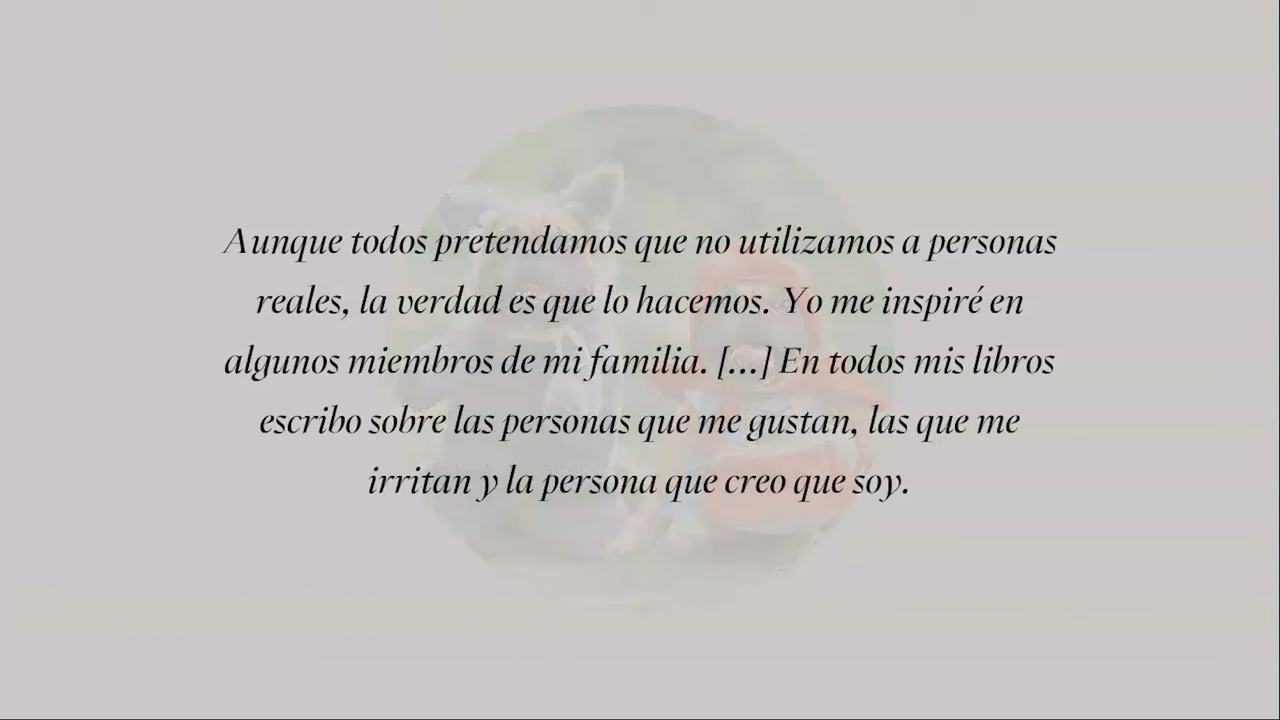 Aunque todos pretendamos que no utilizamos a personas
reales, la verdad es que lo hacemos. Yo me inspiré en
algunos miembros de mi familia. [...] En todos mis libros
escribo sobre las personas que me gustan, las que me
irritan y la persona que creo que soy.